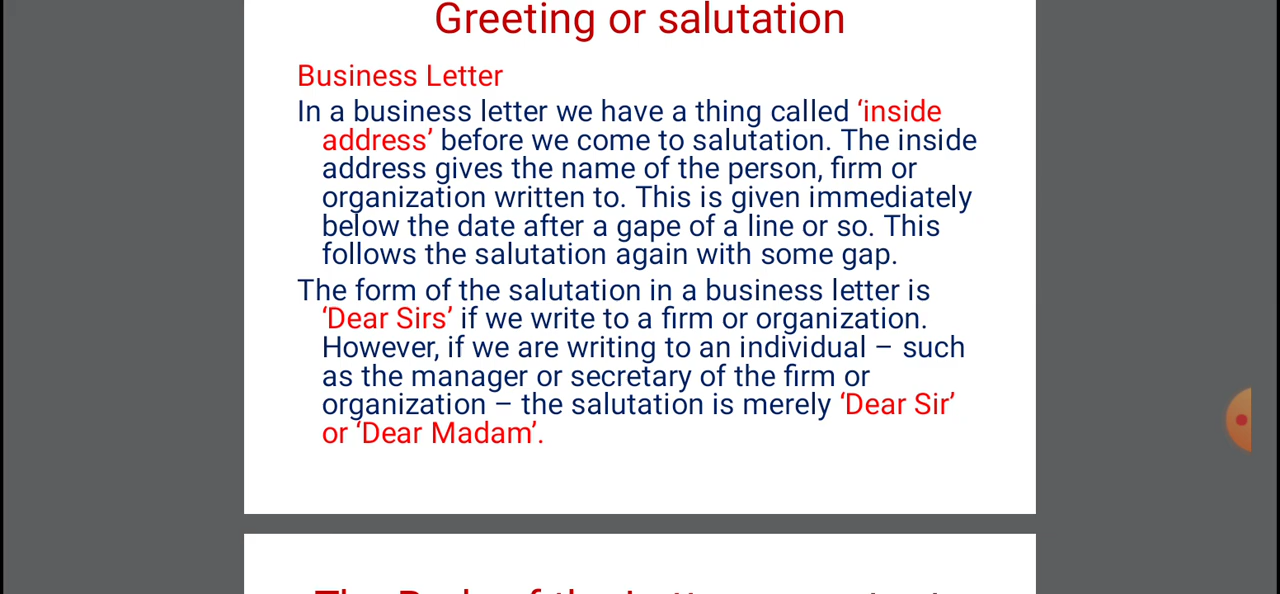 Greeting or salutation
Business Letter
In a business letter we have a thing called ‘inside
address’ before we come to salutation. The inside
address gives the name of the person, firm or
organization written to. This is given immediately
below the date after a gape of a line or so. This
follows the salutation again with some gap.
The form of the salutation in a business letter is
‘Dear Sirs’ if we write to a firm or organization.
However, if we are writing to an individual – such
as the manager or secretary of the firm or
organization – the salutation is merely ‘Dear Sir’
or ‘Dear Madam’.